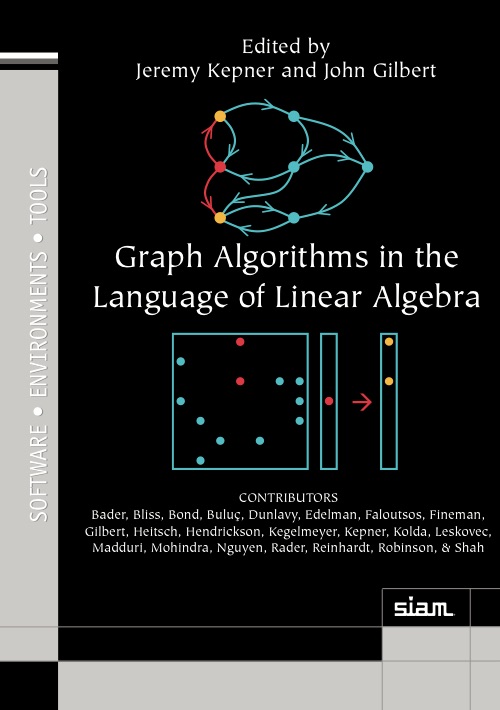 Edited by
Jeremy Kepner and John Gilbert
SOFTWARE • ENVIRONMENTS • TOOLS
Graph Algorithms in the
Language of Linear Algebra
CONTRIBUTORS
Bader, Bliss, Bond, Buluç, Dunlavy, Edelman, Faloutsos, Fineman,
Gilbert, Heitsch, Hendrickson, Kegelmeyer, Kepner, Kolda, Leskovec,
Madduri, Mohindra, Nguyen, Rader, Reinhardt, Robinson, & Shah
siam